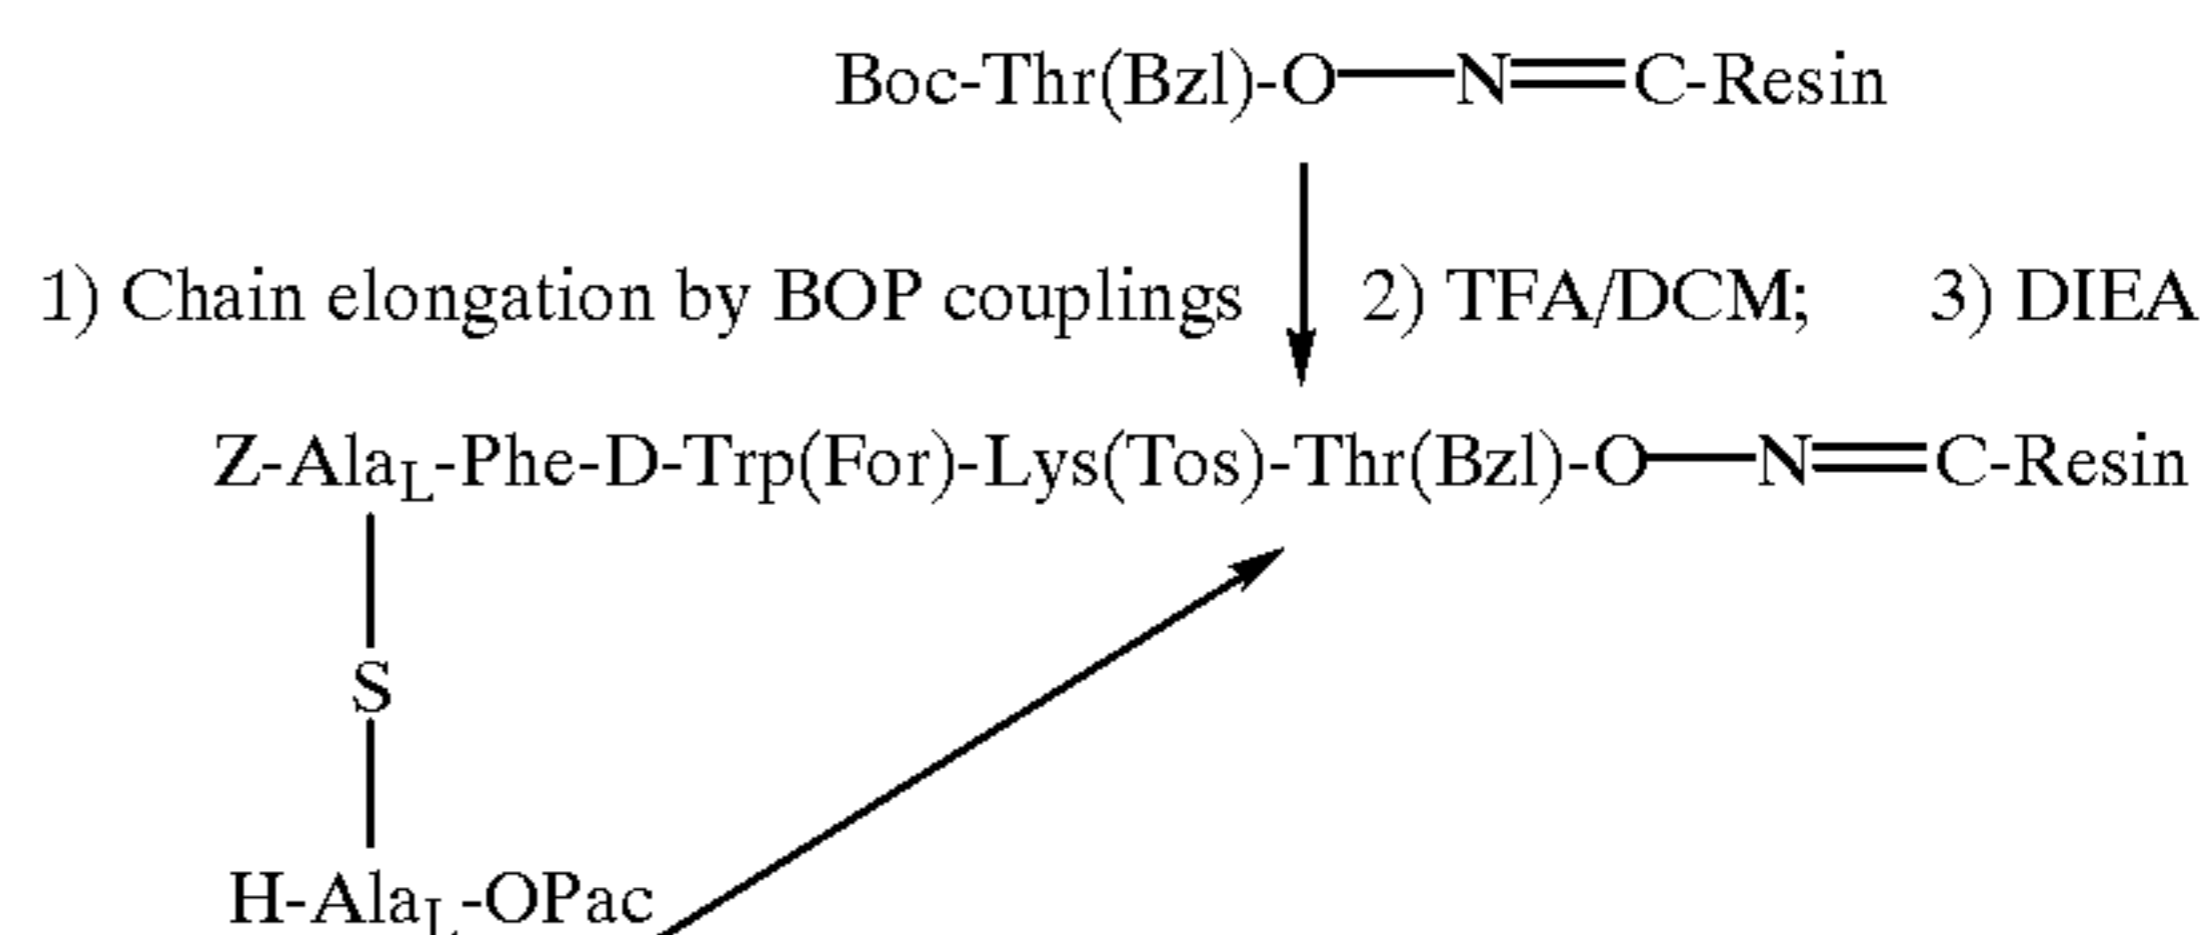 Boc-Thr(Bzl)-O—N=C-Resin
1) Chain elongation by BOP couplings 2) TFA/DCM; 3) DIEA
Z-AlaL-Phe-D-Trp(For)-Lys(Tos)-Thr(Bzl)-O—N=C-Resin
S
H-AlaL-OPac